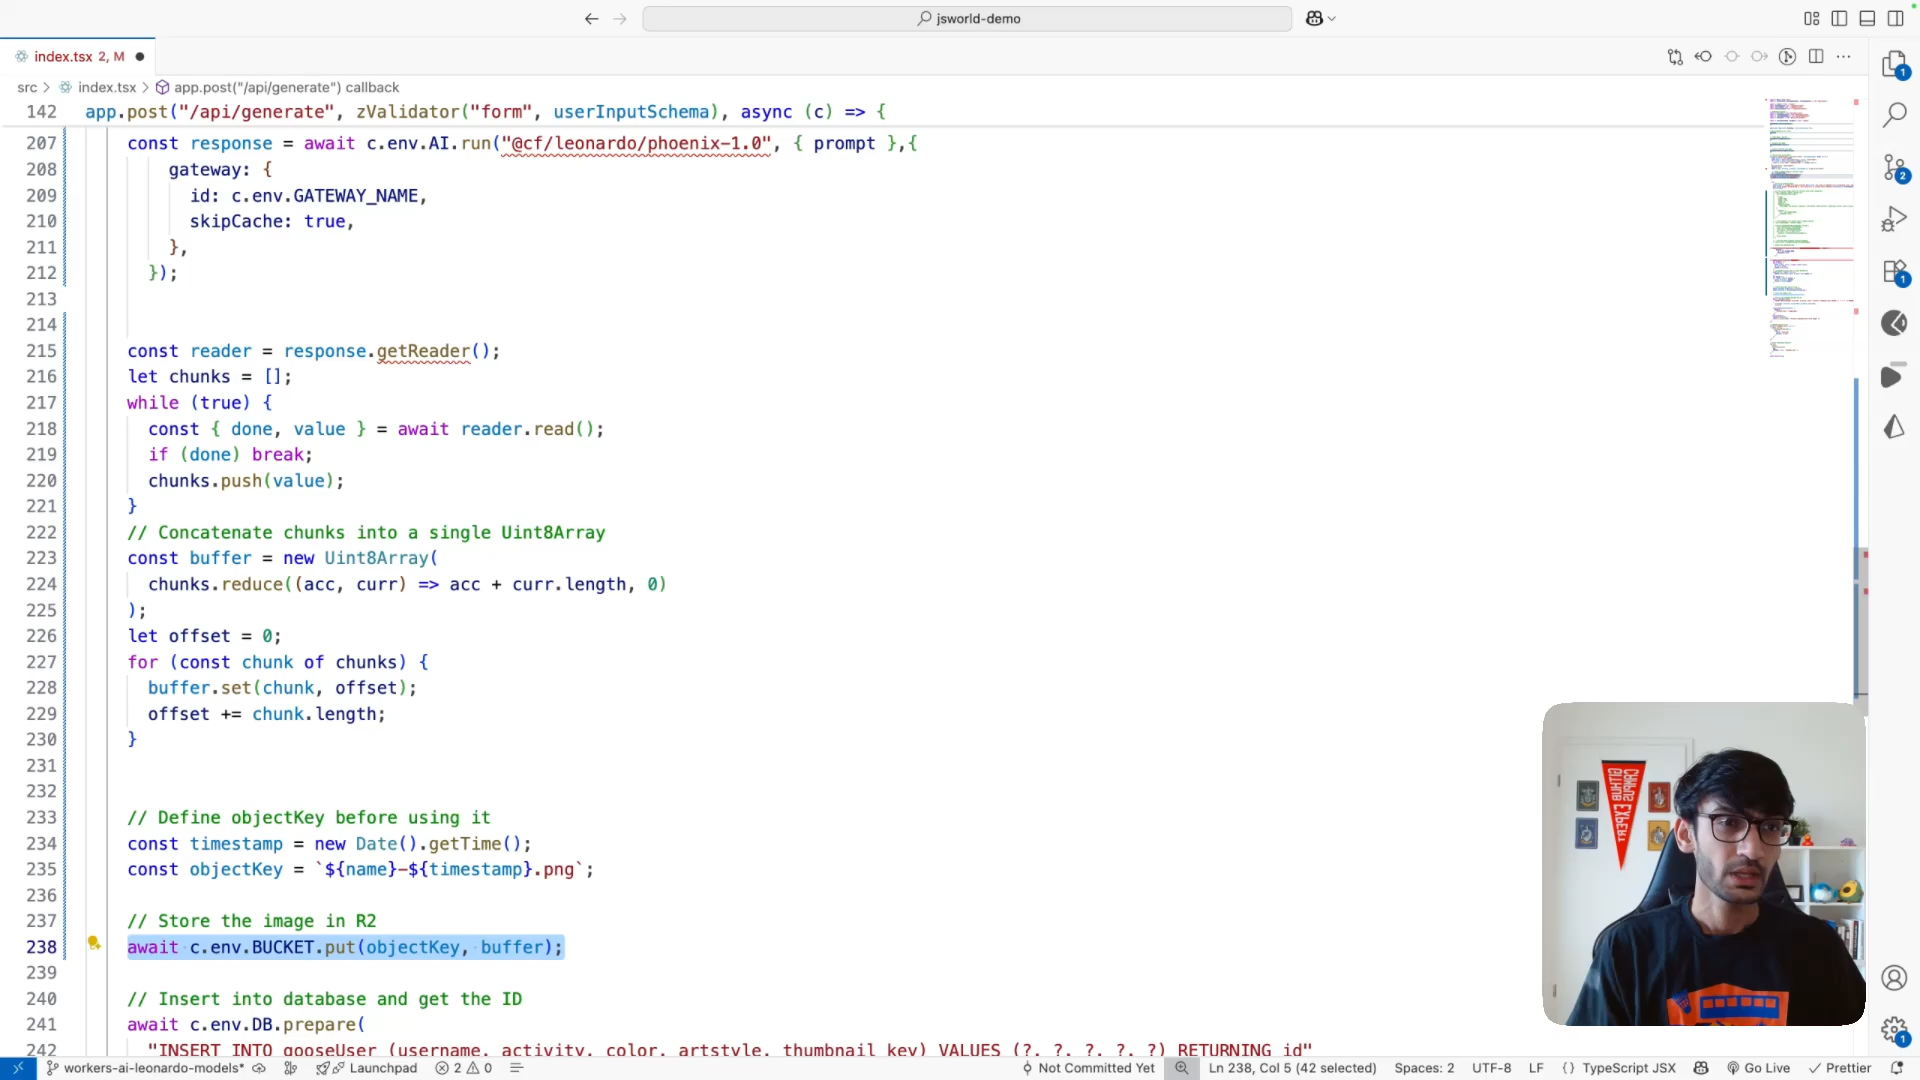 jsworld-demo
index.tsx 2, M
src > index.tsx > app.post("/api/generate") callback
142 app.post("/api/generate", zValidator("form", userInputSchema), async (c) => {
207 const response = await c.env.AI.run("@cf/leonardo/phoenix-1.0", { prompt },{
208 gateway: {
209 id: c.env.GATEWAY_NAME,
210 skipCache: true,
211 },
212 });
213
214
215 const reader = response.getReader();
216 let chunks = [];
217 while (true) {
218 const { done, value } = await reader.read();
219 if (done) break;
220 chunks.push(value);
221 }
222 // Concatenate chunks into a single Uint8Array
223 const buffer = new Uint8Array(
224 chunks.reduce((acc, curr) => acc + curr.length, 0)
225 );
226 let offset = 0;
227 for (const chunk of chunks) {
228 buffer.set(chunk, offset);
229 offset += chunk.length;
230 }
231
232
233 // Define objectKey before using it
234 const timestamp = new Date().getTime();
235 const objectKey = `${name}-${timestamp}.png`;
236
237 // Store the image in R2
238 await c.env.BUCKET.put(objectKey, buffer);
239
240 // Insert into database and get the ID
241 await c.env.DB.prepare(
242 "INSERT INTO gooseUser (username, activity, color, artstyle, thumbnail_key) VALUES (?, ?, ?, ?, ?) RETURNING id"
1
2
1
1
workers-ai-leonardo-models* Launchpad 2 0 Not Committed Yet Ln 238, Col 5 (42 selected) Spaces: 2 UTF-8 LF {} TypeScript JSX Go Live Prettier